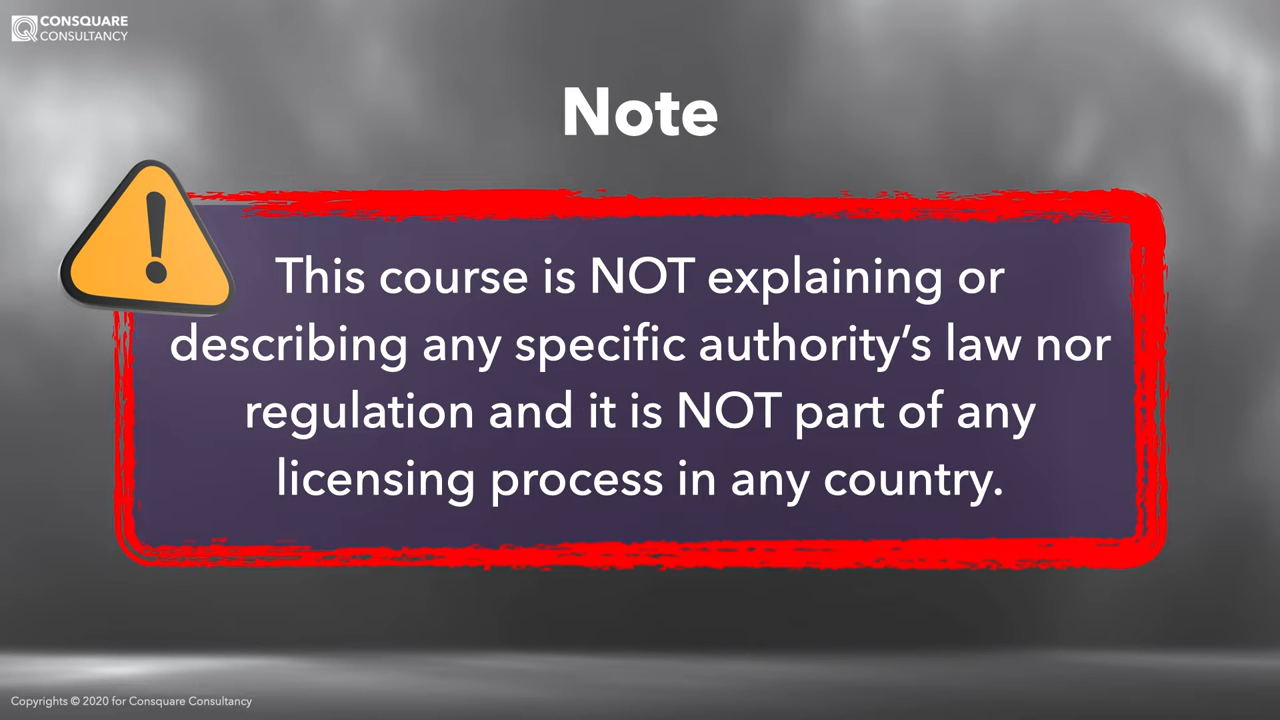 CONSQUARE
CONSULTANCY
Note
This course is NOT explaining or
describing any specific authority’s law nor
regulation and it is NOT part of any
licensing process in any country.
Copyrights © 2020 for Consquare Consultancy